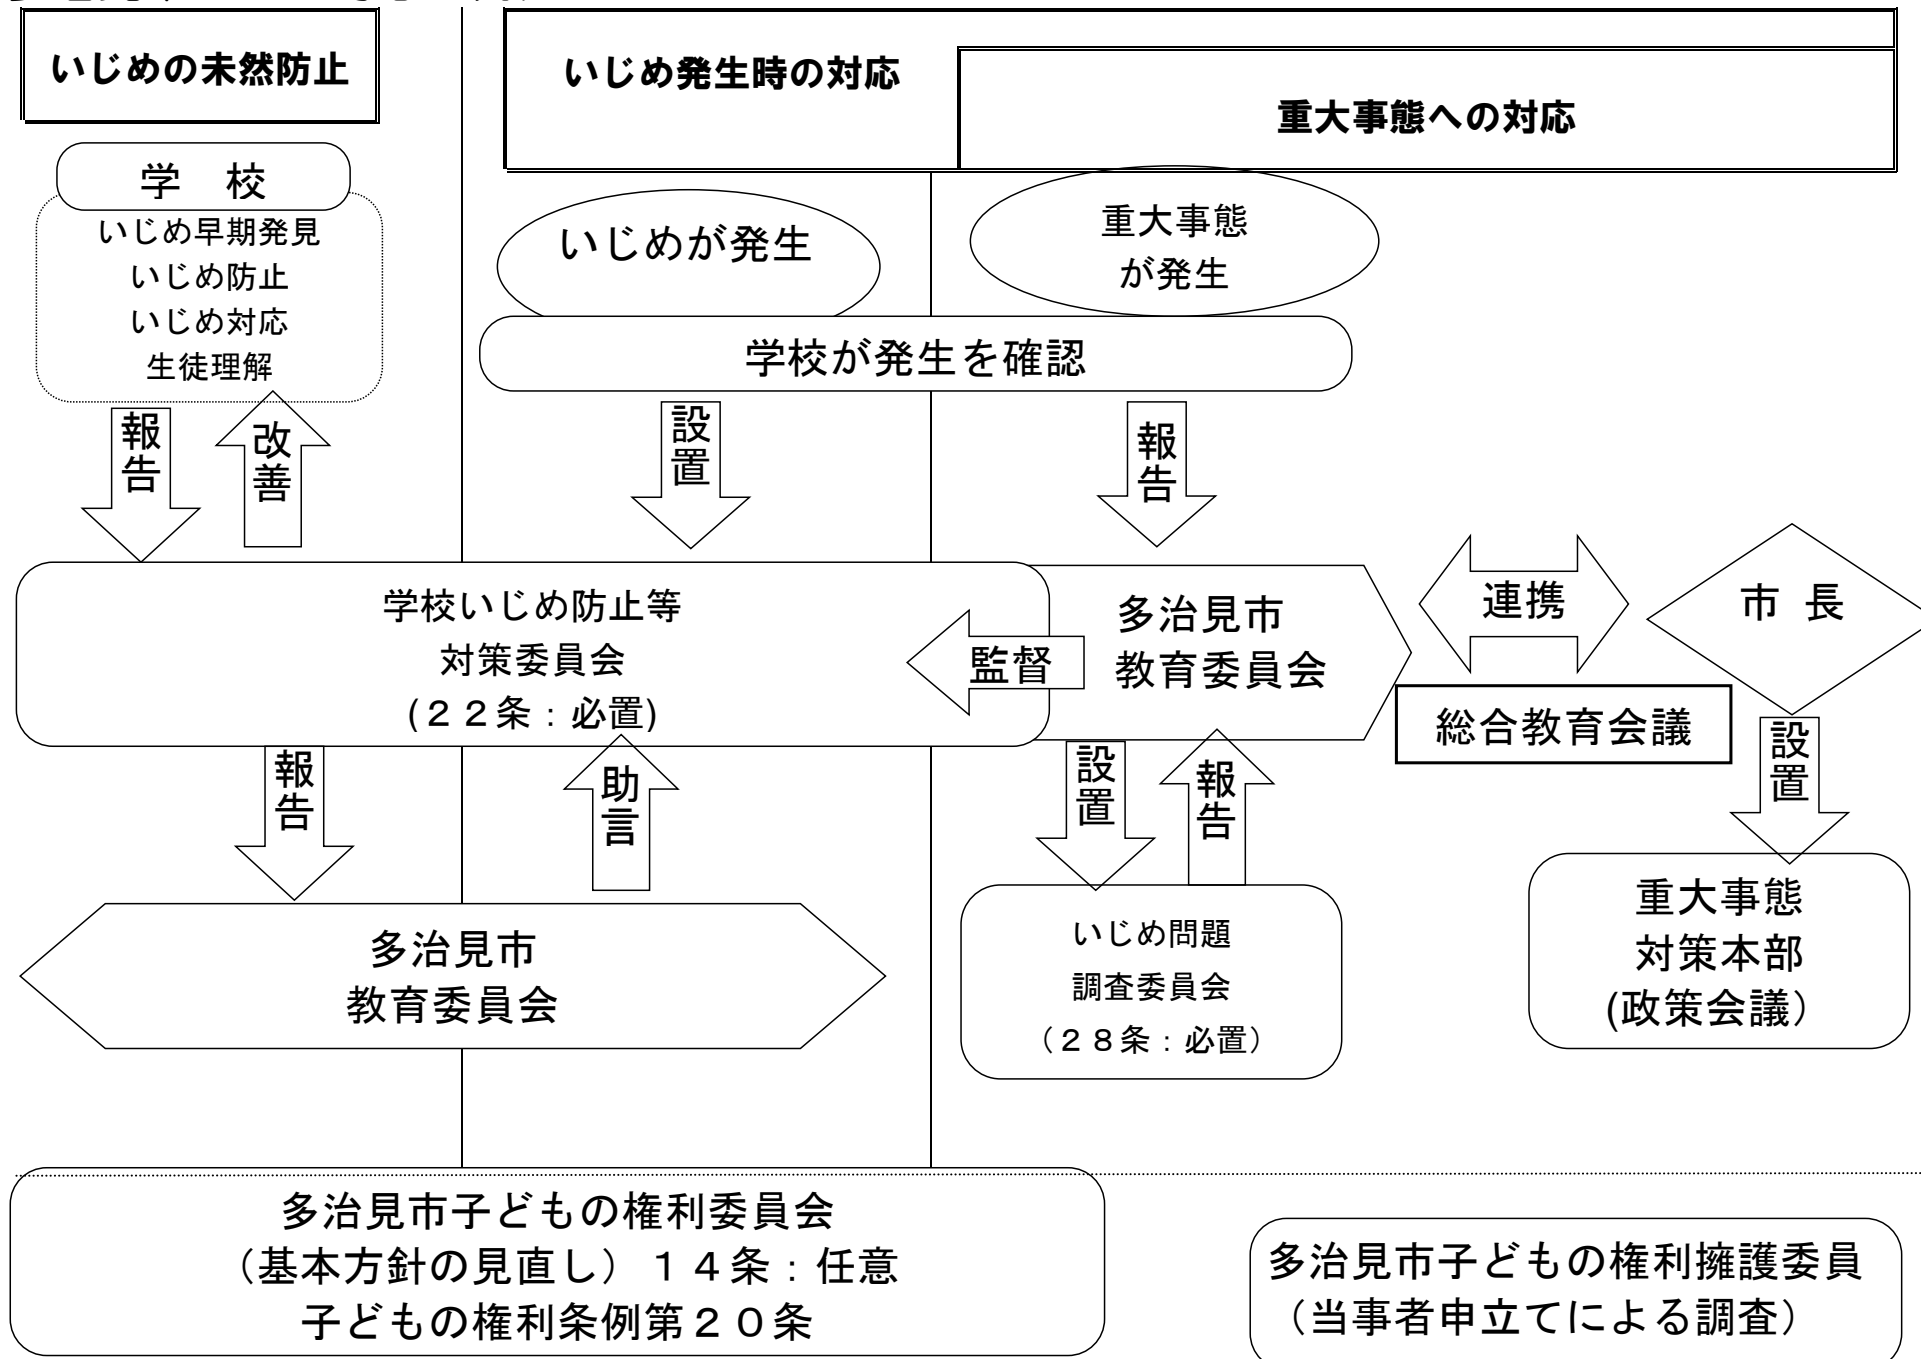 いじめの未然防止
いじめ発生時の対応
重大事態への対応
学　校
いじめ早期発見
いじめ防止
いじめ対応
生徒理解
いじめが発生
重大事態
が発生
学校が発生を確認
報告
改善
設置
報告
学校いじめ防止等
対策委員会
(２２条：必置)
監督
多治見市
教育委員会
連携
市 長
総合教育会議
報告
助言
設置
報告
設置
多治見市
教育委員会
いじめ問題
調査委員会
（２８条：必置）
重大事態
対策本部
(政策会議）
多治見市子どもの権利委員会
（基本方針の見直し）１４条：任意
子どもの権利条例第２０条
多治見市子どもの権利擁護委員
（当事者申立てによる調査）